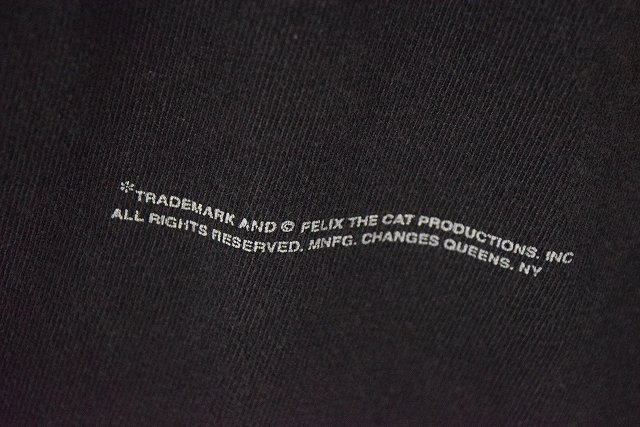 *TRADEMARK AND © FELIX THE CAT PRODUCTIONS, INC
ALL RIGHTS RESERVED. MNFG. CHANGES QUEENS, NY